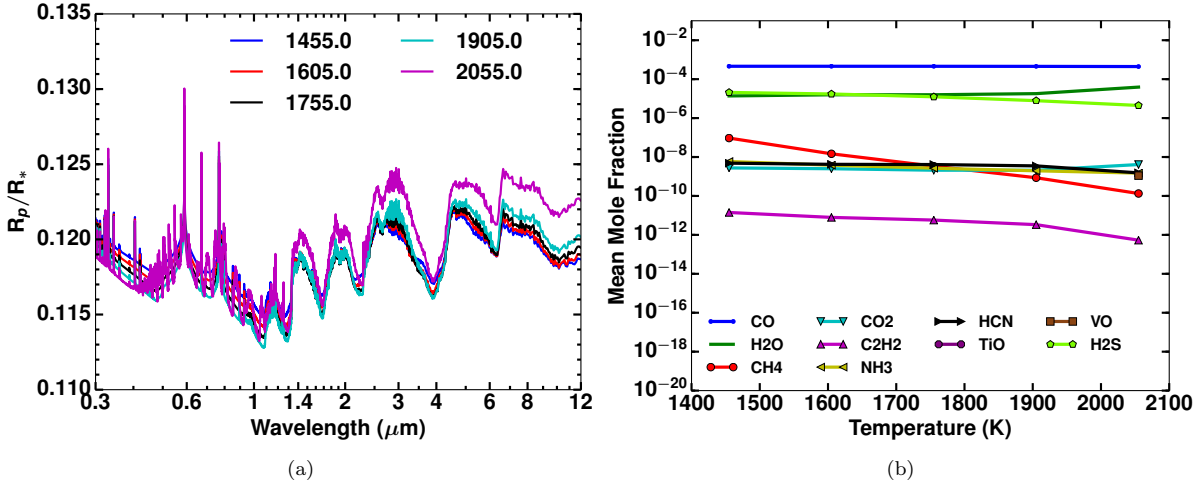 0.135
0.130
0.125
0.120
0.115
0.110
R_p/R_*
1455.0
1605.0
1755.0
1905.0
2055.0
0.3 0.6 1 1.4 2 3 4 6 8 12
Wavelength (μm)
(a)
10^-2
10^-4
10^-6
10^-8
10^-10
10^-12
10^-14
10^-16
10^-18
10^-20
Mean Mole Fraction
CO CO2 HCN VO
H2O C2H2 TiO H2S
CH4 NH3
1400 1500 1600 1700 1800 1900 2000 2100
Temperature (K)
(b)